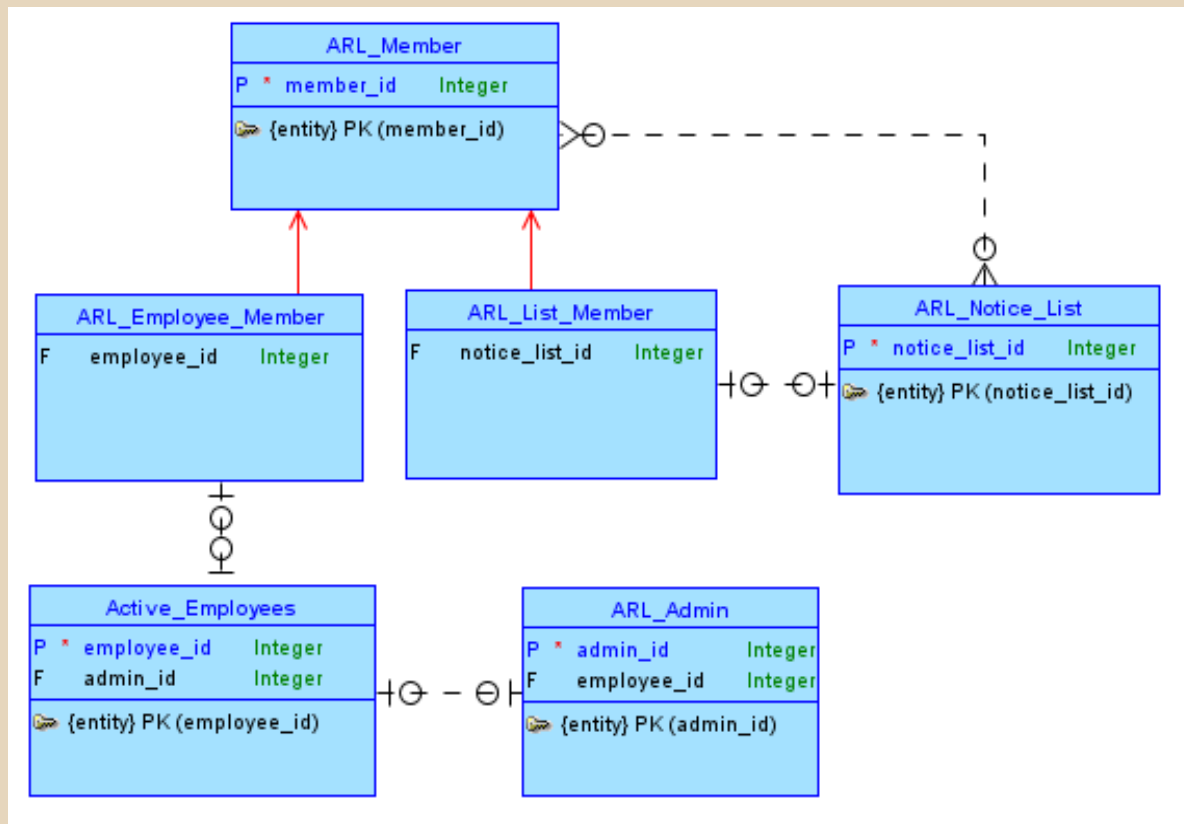 ARL_Member
P * member_id Integer
{entity} PK (member_id)
ARL_Employee_Member
F employee_id Integer
ARL_List_Member
F notice_list_id Integer
ARL_Notice_List
P * notice_list_id Integer
{entity} PK (notice_list_id)
Active_Employees
P * employee_id Integer
F admin_id Integer
{entity} PK (employee_id)
ARL_Admin
P * admin_id Integer
F employee_id Integer
{entity} PK (admin_id)